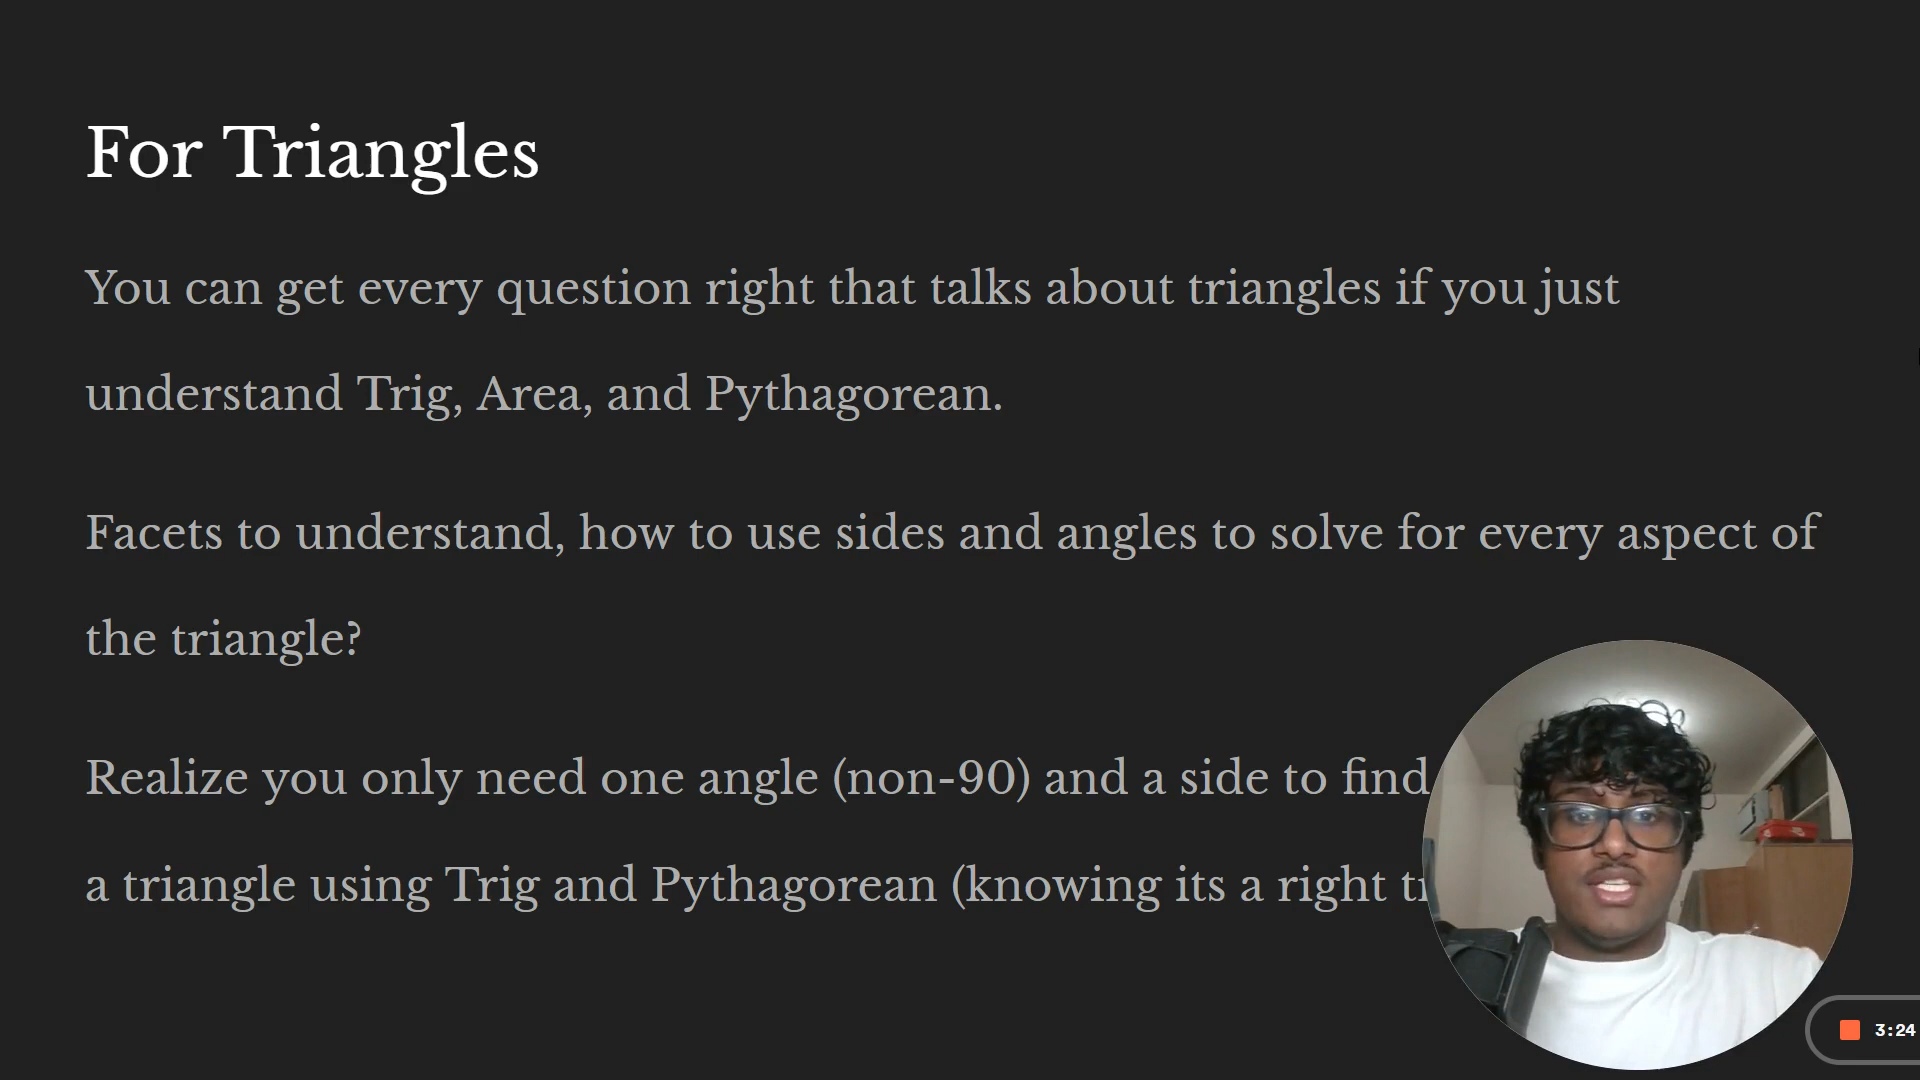 For Triangles
You can get every question right that talks about triangles if you just
understand Trig, Area, and Pythagorean.
Facets to understand, how to use sides and angles to solve for every aspect of
the triangle?
Realize you only need one angle (non-90) and a side to find
a triangle using Trig and Pythagorean (knowing its a right
3:24